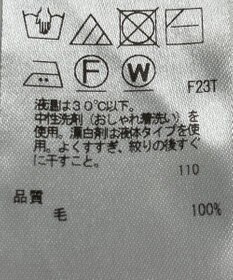 F W F23T
液温は30℃以下。
中性洗剤(おしゃれ着洗い)を
使用。漂白剤は液体タイプを使
用。よくすすぎ、絞りの後すぐ
に干すこと。
110
品質
毛 100%